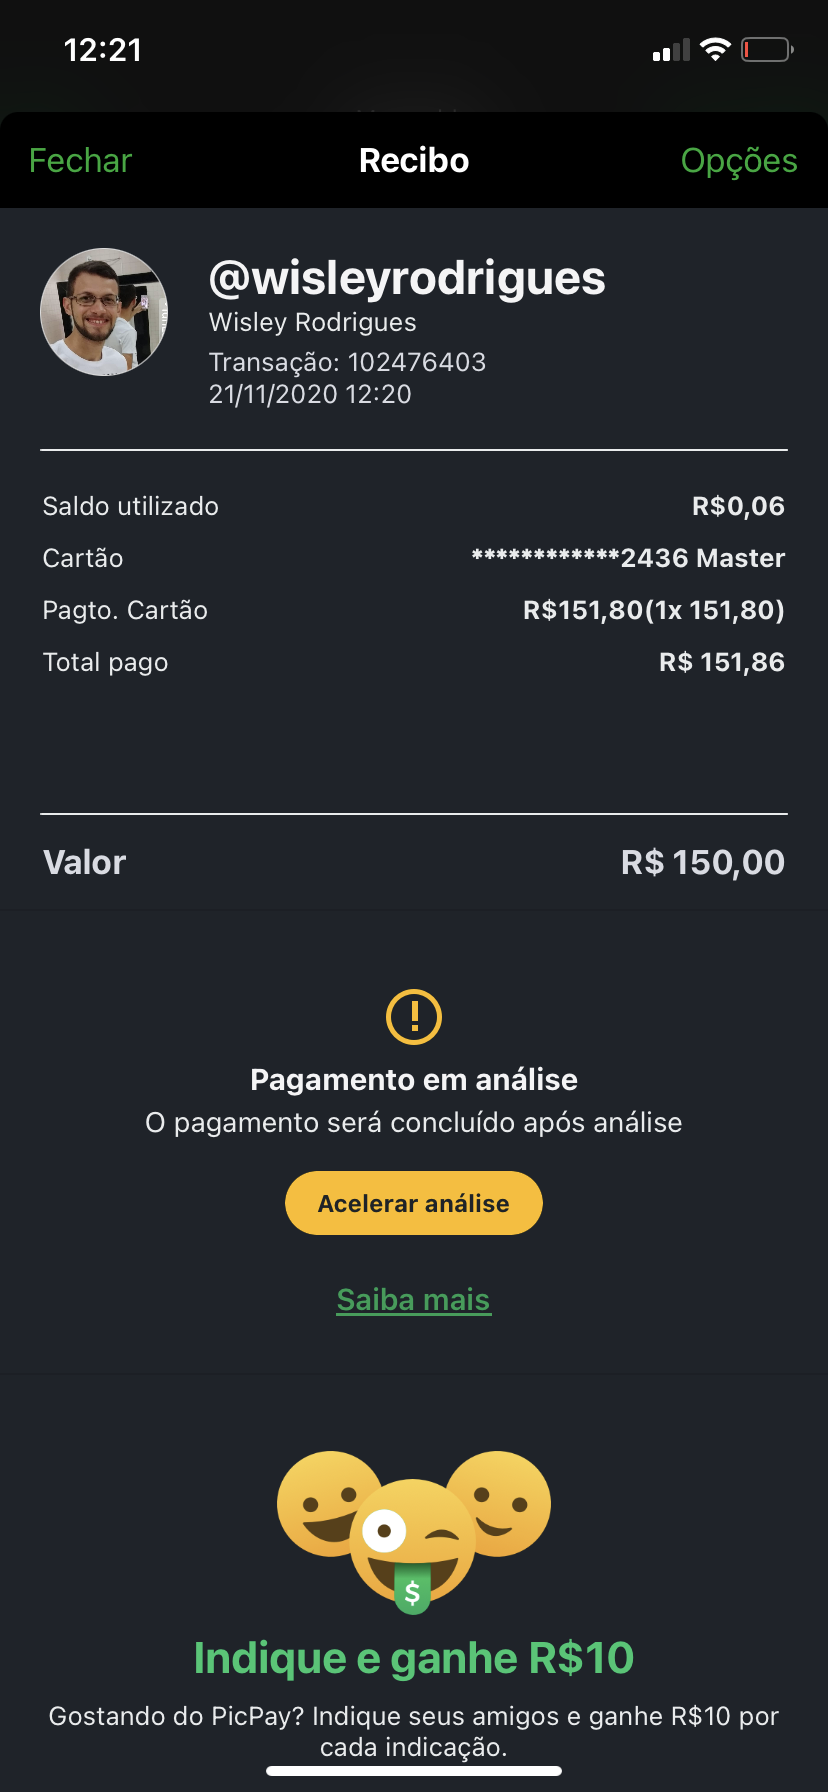 12:21
Fechar Recibo Opções
@wisleyrodrigues
Wisley Rodrigues
Transação: 102476403
21/11/2020 12:20
Saldo utilizado R$0,06
Cartão ************2436 Master
Pagto. Cartão R$151,80(1x 151,80)
Total pago R$ 151,86
Valor R$ 150,00
Pagamento em análise
O pagamento será concluído após análise
Acelerar análise
Saiba mais
$
Indique e ganhe R$10
Gostando do PicPay? Indique seus amigos e ganhe R$10 por
cada indicação.